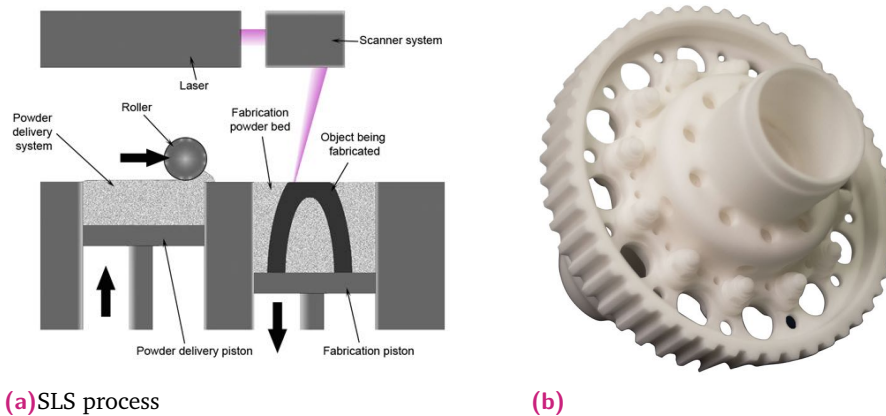 Scanner system
Laser
Roller
Powder
delivery
system
Fabrication
powder bed
Object being
fabricated
Powder delivery piston
Fabrication piston
(a)SLS process
(b)